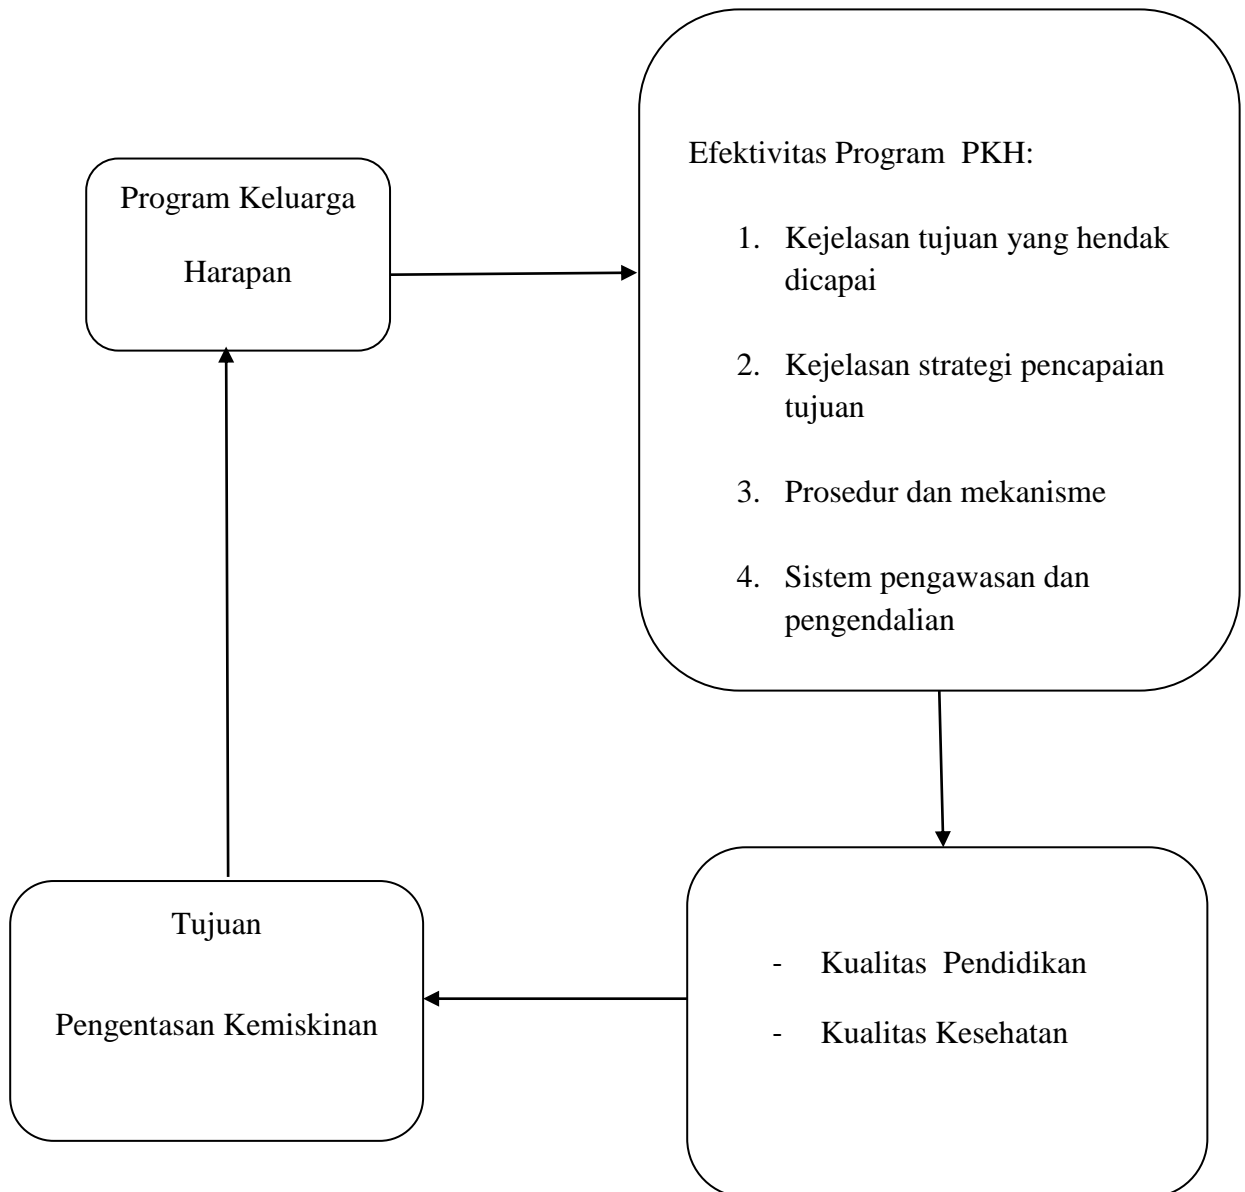 Program Keluarga
Harapan
Efektivitas Program PKH:
1. Kejelasan tujuan yang hendak
dicapai
2. Kejelasan strategi pencapaian
tujuan
3. Prosedur dan mekanisme
4. Sistem pengawasan dan
pengendalian
- Kualitas Pendidikan
- Kualitas Kesehatan
Tujuan
Pengentasan Kemiskinan